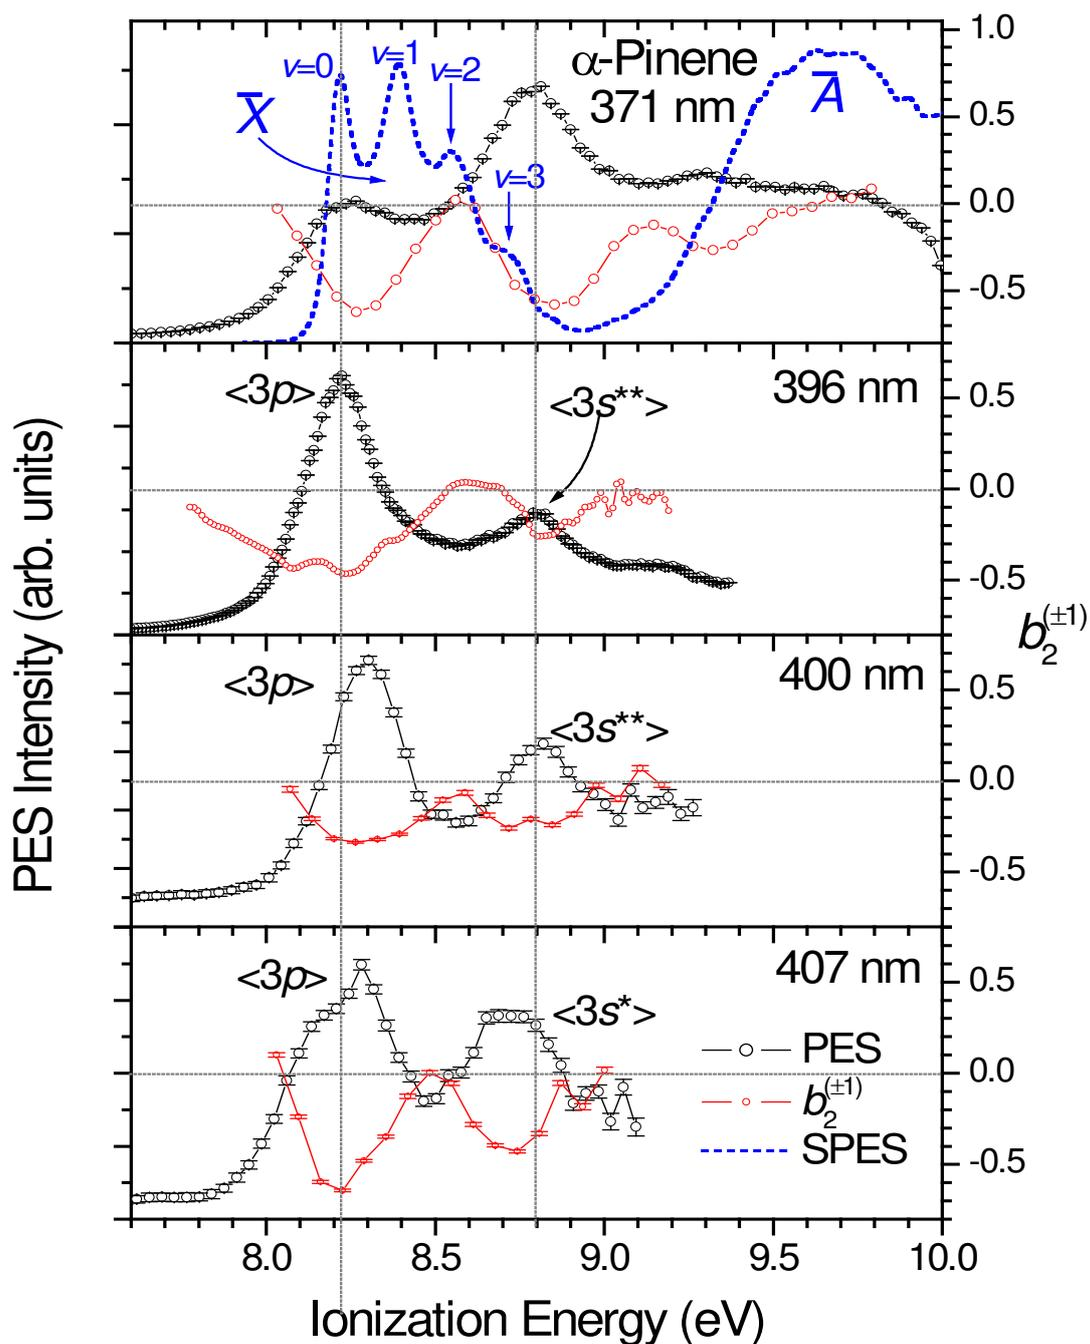 α-Pinene
371 nm
v=0
v=1
v=2
v=3
X̅
A̅
1.0
0.5
0.0
-0.5
<3p>
<3s**>
396 nm
0.5
0.0
-0.5
<3p>
<3s**>
400 nm
0.5
0.0
-0.5
<3p>
<3s*>
407 nm
0.5
0.0
-0.5
PES
b₂(±1)
SPES
8.0 8.5 9.0 9.5 10.0
Ionization Energy (eV)
PES Intensity (arb. units)
b₂(±1)